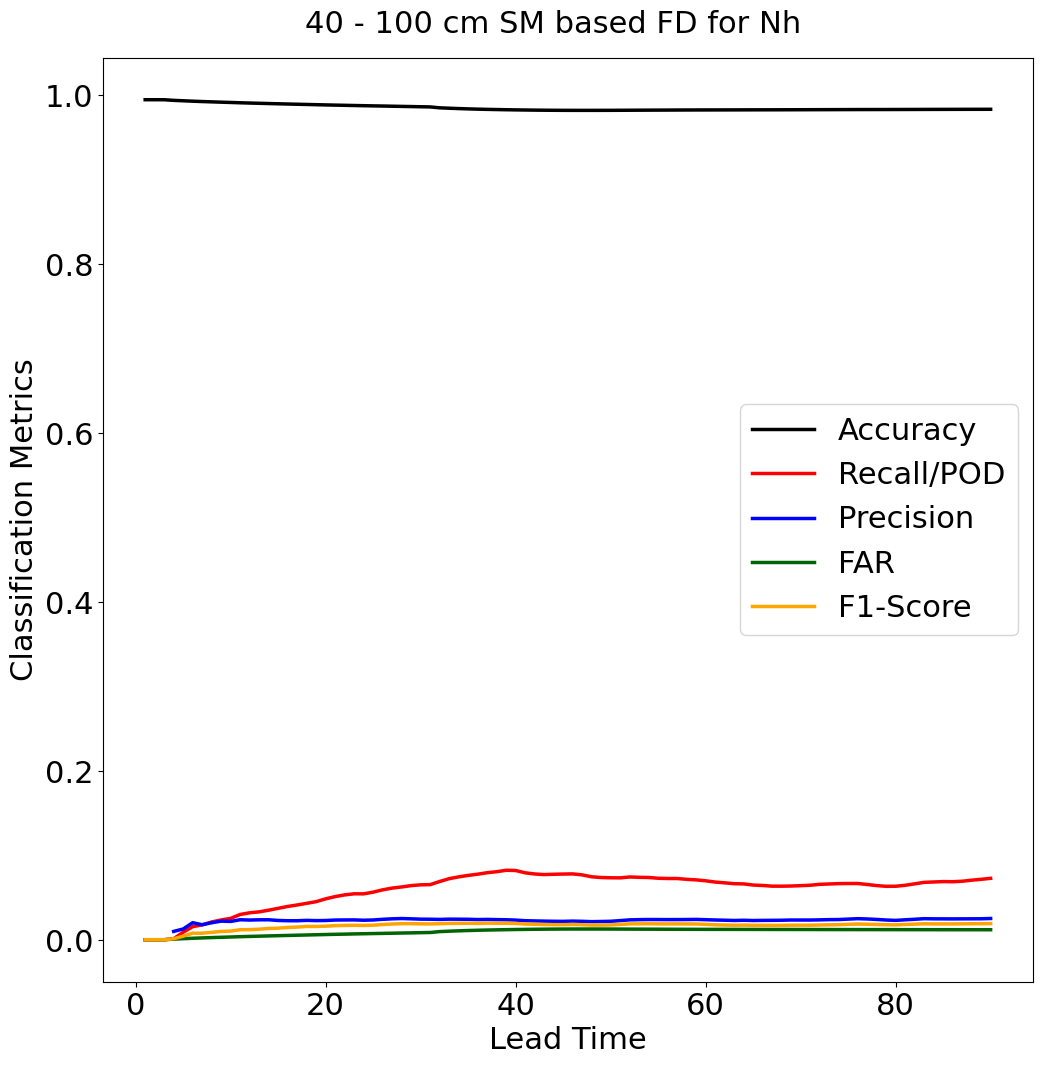 40 - 100 cm SM based FD for Nh
1.0
0.8
0.6
0.4
0.2
0.0
Classification Metrics
Accuracy
Recall/POD
Precision
FAR
F1-Score
0 20 40 60 80
Lead Time